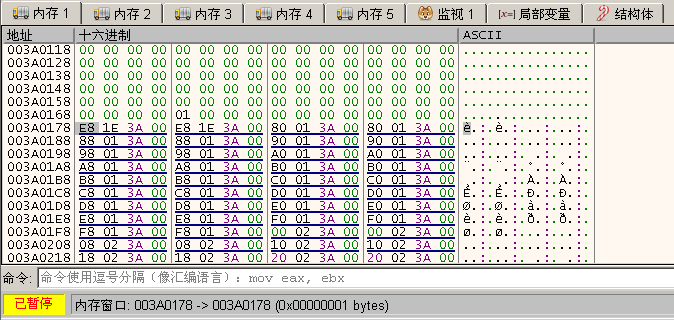 内存 1 内存 2 内存 3 内存 4 内存 5 监视 1 [x=] 局部变量 结构体
地址 十六进制 ASCII
003A0118 00 00 00 00 00 00 00 00 00 00 00 00 00 00 00 00 ................
003A0128 00 00 00 00 00 00 00 00 00 00 00 00 00 00 00 00 ................
003A0138 00 00 00 00 00 00 00 00 00 00 00 00 00 00 00 00 ................
003A0148 00 00 00 00 00 00 00 00 00 00 00 00 00 00 00 00 ................
003A0158 00 00 00 00 00 00 00 00 00 00 00 00 00 00 00 00 ................
003A0168 00 00 00 00 01 00 00 00 00 00 00 00 00 00 00 00 ................
003A0178 E8 1E 3A 00 E8 1E 3A 00 80 01 3A 00 80 01 3A 00 è.:.è.:...:...:.
003A0188 88 01 3A 00 88 01 3A 00 90 01 3A 00 90 01 3A 00 ..:...:...:...:.
003A0198 98 01 3A 00 98 01 3A 00 A0 01 3A 00 A0 01 3A 00
003A01A8 A8 01 3A 00 A8 01 3A 00 B0 01 3A 00 B0 01 3A 00
003A01B8 B8 01 3A 00 B8 01 3A 00 C0 01 3A 00 C0 01 3A 00 ¸.:.¸.:.À.:.À.:.
003A01C8 C8 01 3A 00 C8 01 3A 00 D0 01 3A 00 D0 01 3A 00 È.:.È.:.Ð.:.Ð.:.
003A01D8 D8 01 3A 00 D8 01 3A 00 E0 01 3A 00 E0 01 3A 00 Ø.:.Ø.:.à.:.à.:.
003A01E8 E8 01 3A 00 E8 01 3A 00 F0 01 3A 00 F0 01 3A 00 è.:.è.:.ð.:.ð.:.
003A01F8 F8 01 3A 00 F8 01 3A 00 00 02 3A 00 00 02 3A 00 ø.:.ø.:...:...:.
003A0208 08 02 3A 00 08 02 3A 00 10 02 3A 00 10 02 3A 00 ..:...:...:...:.
003A0218 18 02 3A 00 18 02 3A 00 20 02 3A 00 20 02 3A 00 ..:...:. .:. .:.
命令: 命令使用逗号分隔（像汇编语言）: mov eax, ebx
已暂停 内存窗口: 003A0178 -> 003A0178 (0x00000001 bytes)